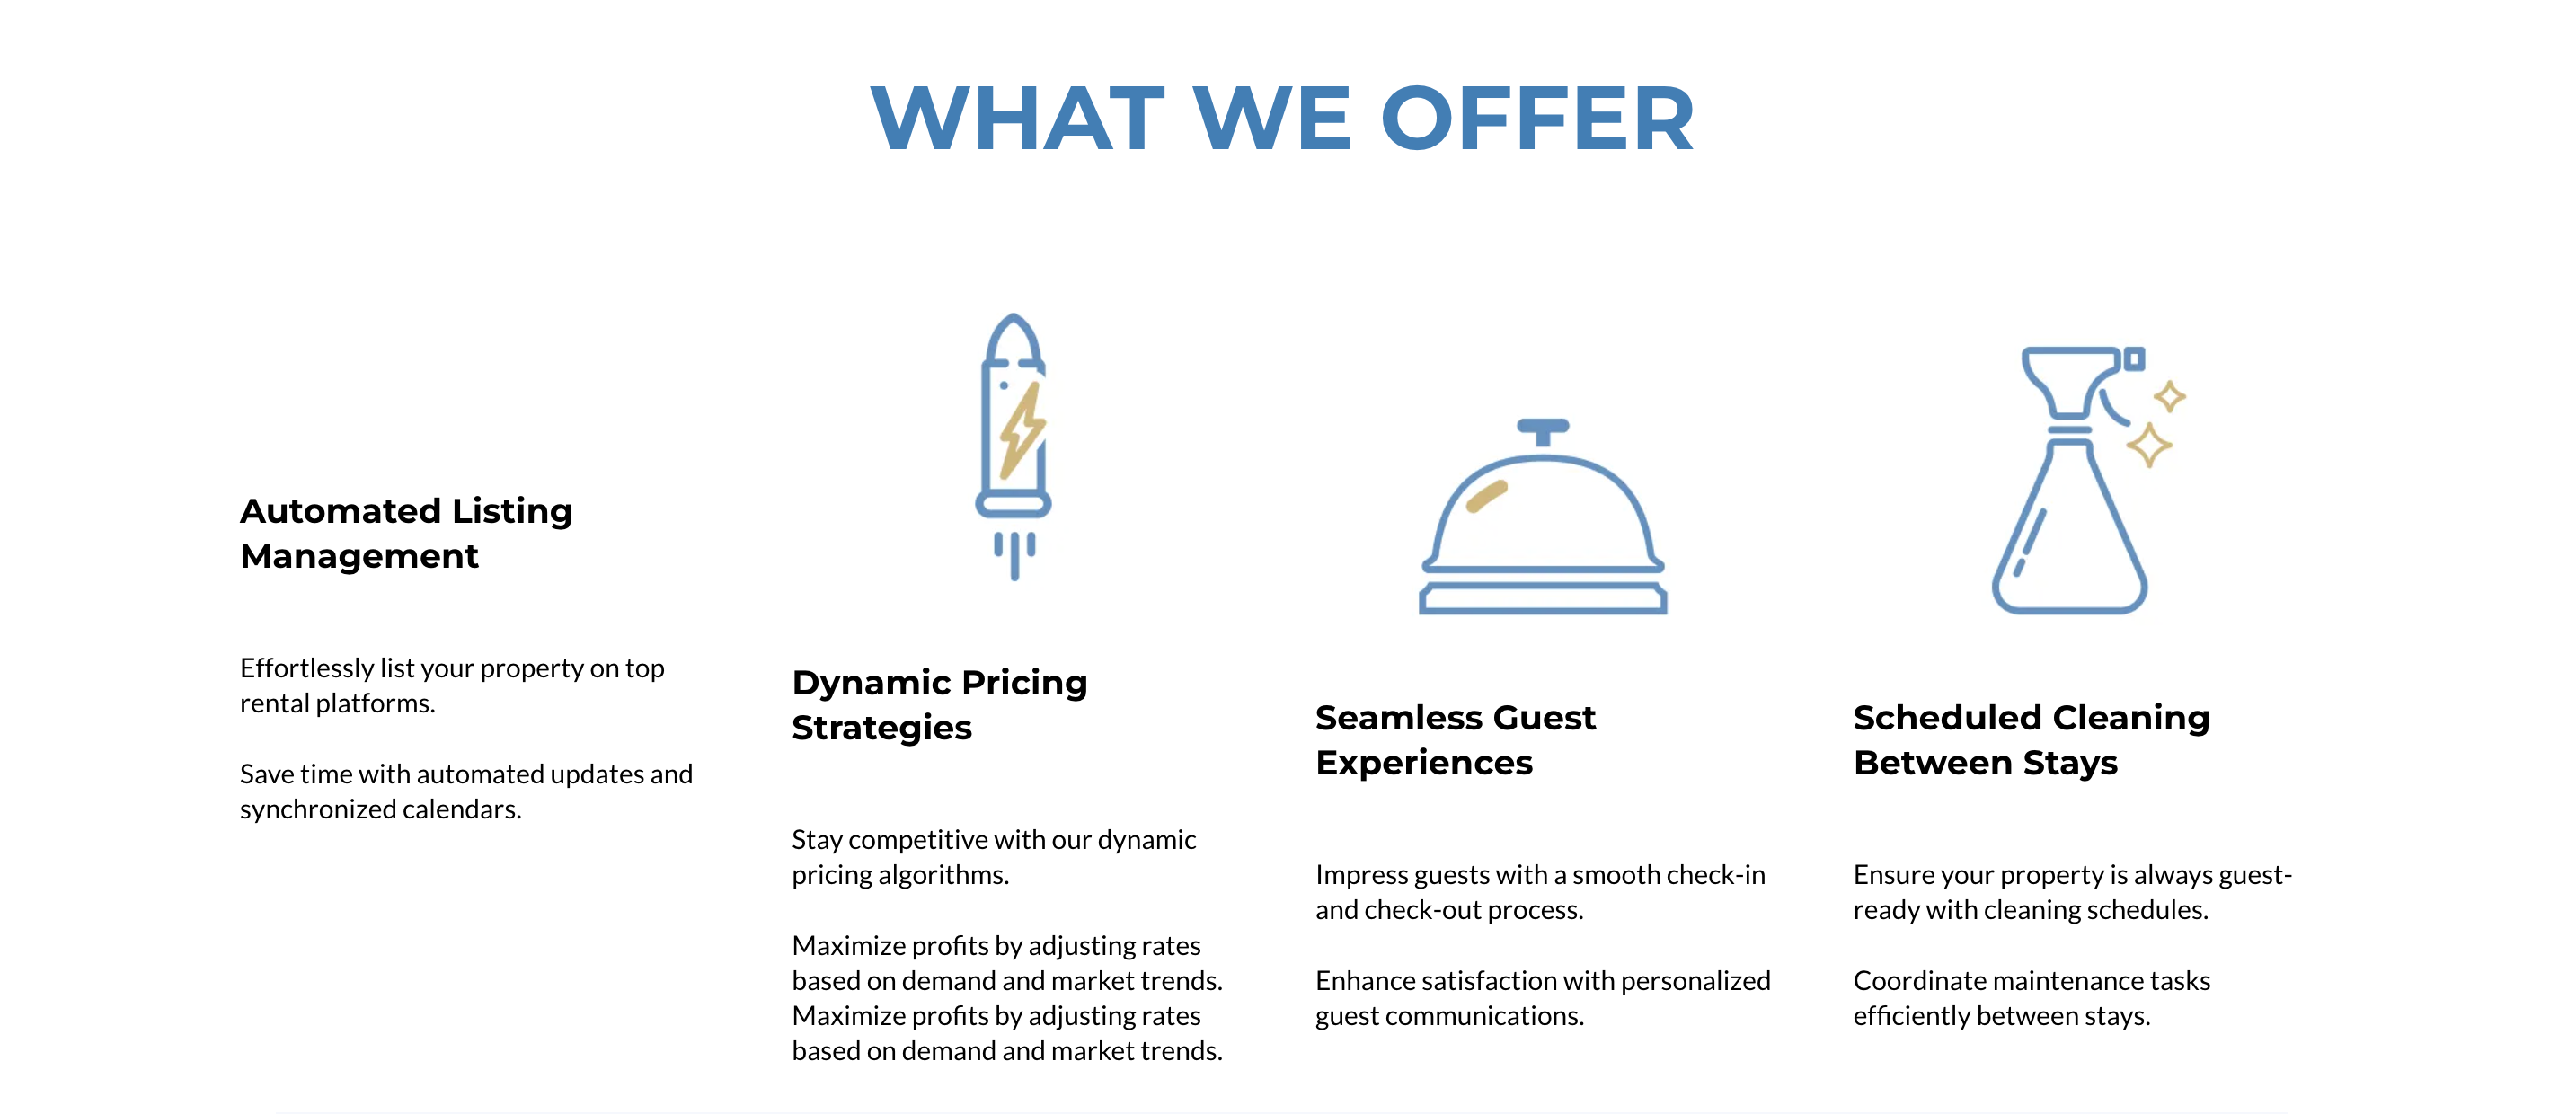 WHAT WE OFFER
Automated Listing
Management
Effortlessly list your property on top
rental platforms.
Save time with automated updates and
synchronized calendars.
Dynamic Pricing
Strategies
Stay competitive with our dynamic
pricing algorithms.
Maximize profits by adjusting rates
based on demand and market trends.
Maximize profits by adjusting rates
based on demand and market trends.
Seamless Guest
Experiences
Impress guests with a smooth check-in
and check-out process.
Enhance satisfaction with personalized
guest communications.
Scheduled Cleaning
Between Stays
Ensure your property is always guest-
ready with cleaning schedules.
Coordinate maintenance tasks
efficiently between stays.